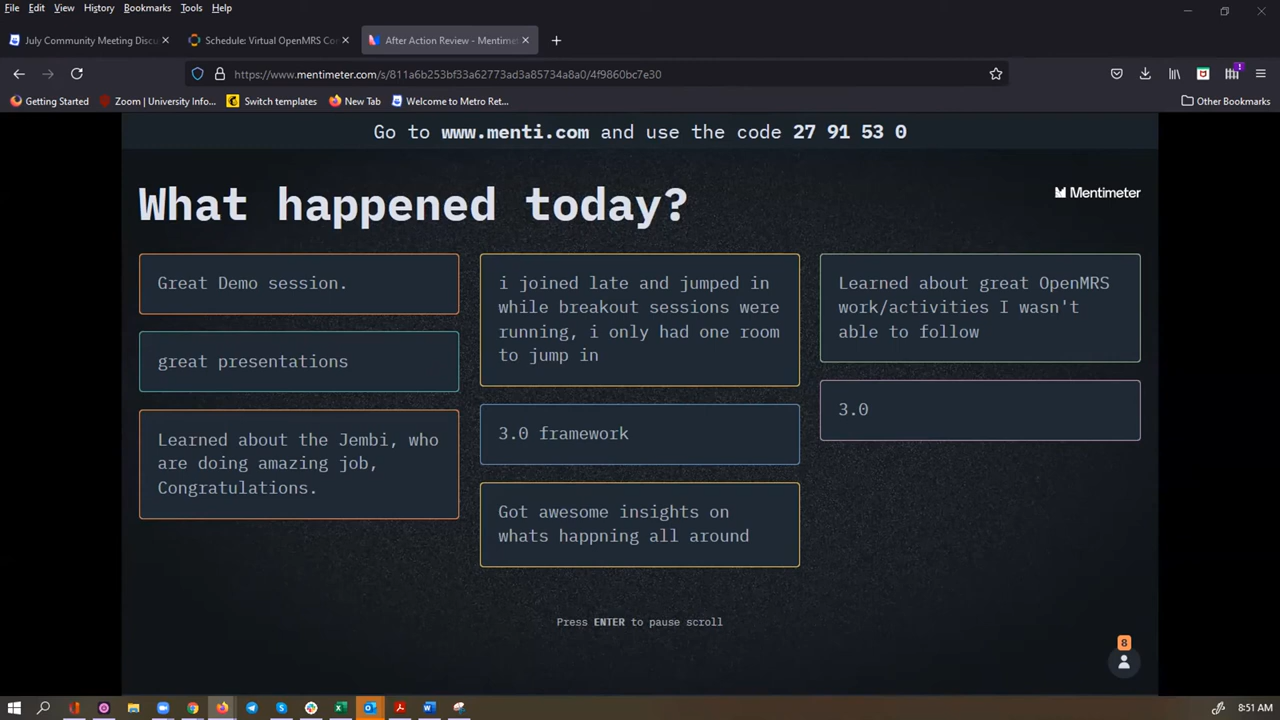 File Edit View History Bookmarks Tools Help
July Community Meeting Discu
Schedule: Virtual OpenMRS Co
After Action Review - Mentimet
https://www.mentimeter.com/s/811a6b253bf33a62773ad3a85734a8a0/4f9860bc7e30
Getting Started
Zoom | University Info...
Switch templates
New Tab
Welcome to Metro Ret...
Other Bookmarks
Go to www.menti.com and use the code 27 91 53 0
What happened today?
Mentimeter
Great Demo session.
great presentations
Learned about the Jembi, who
are doing amazing job,
Congratulations.
i joined late and jumped in
while breakout sessions were
running, i only had one room
to jump in
3.0 framework
Got awesome insights on
whats happning all around
Learned about great OpenMRS
work/activities I wasn't
able to follow
3.0
Press ENTER to pause scroll
8
8:51 AM